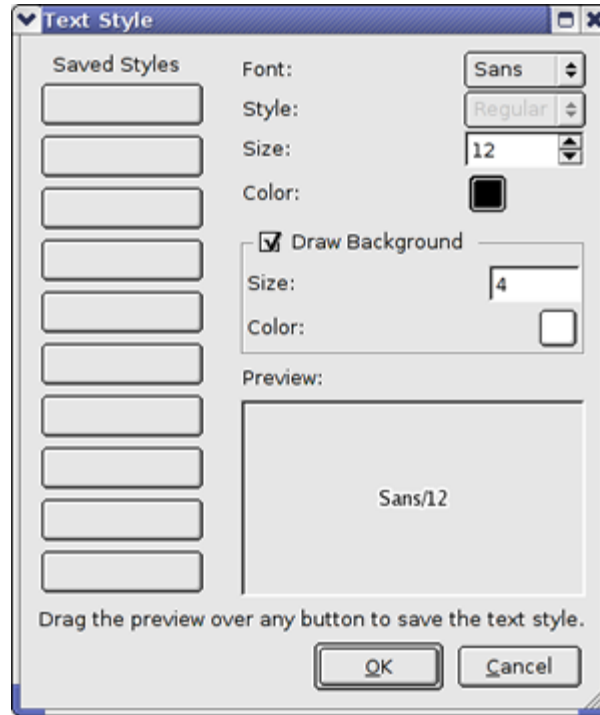 Text Style
Saved Styles
Font:
Sans
Style:
Regular
Size:
12
Color:
Draw Background
Size:
4
Color:
Preview:
Sans/12
Drag the preview over any button to save the text style.
OK
Cancel